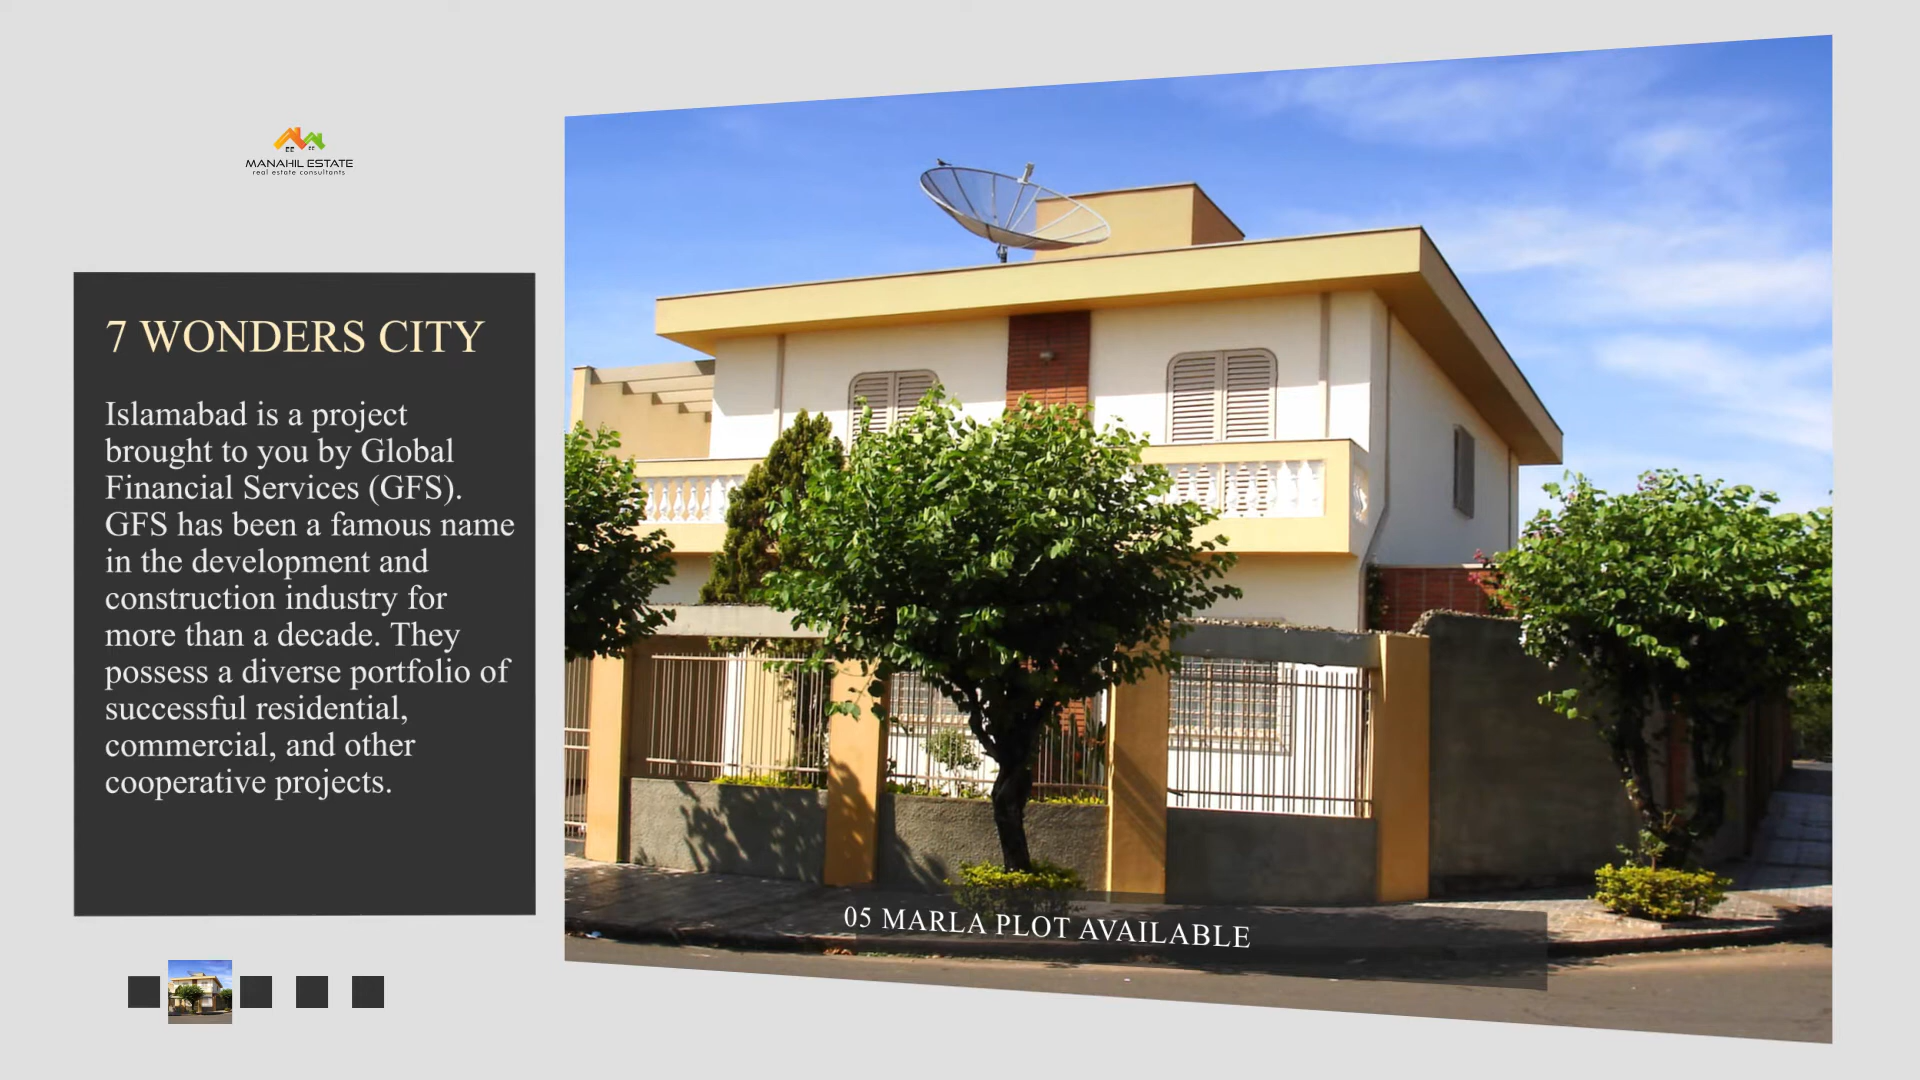 MANAHIL ESTATE
real estate consultants
7 WONDERS CITY
Islamabad is a project
brought to you by Global
Financial Services (GFS).
GFS has been a famous name
in the development and
construction industry for
more than a decade. They
possess a diverse portfolio of
successful residential,
commercial, and other
cooperative projects.
05 MARLA PLOT AVAILABLE